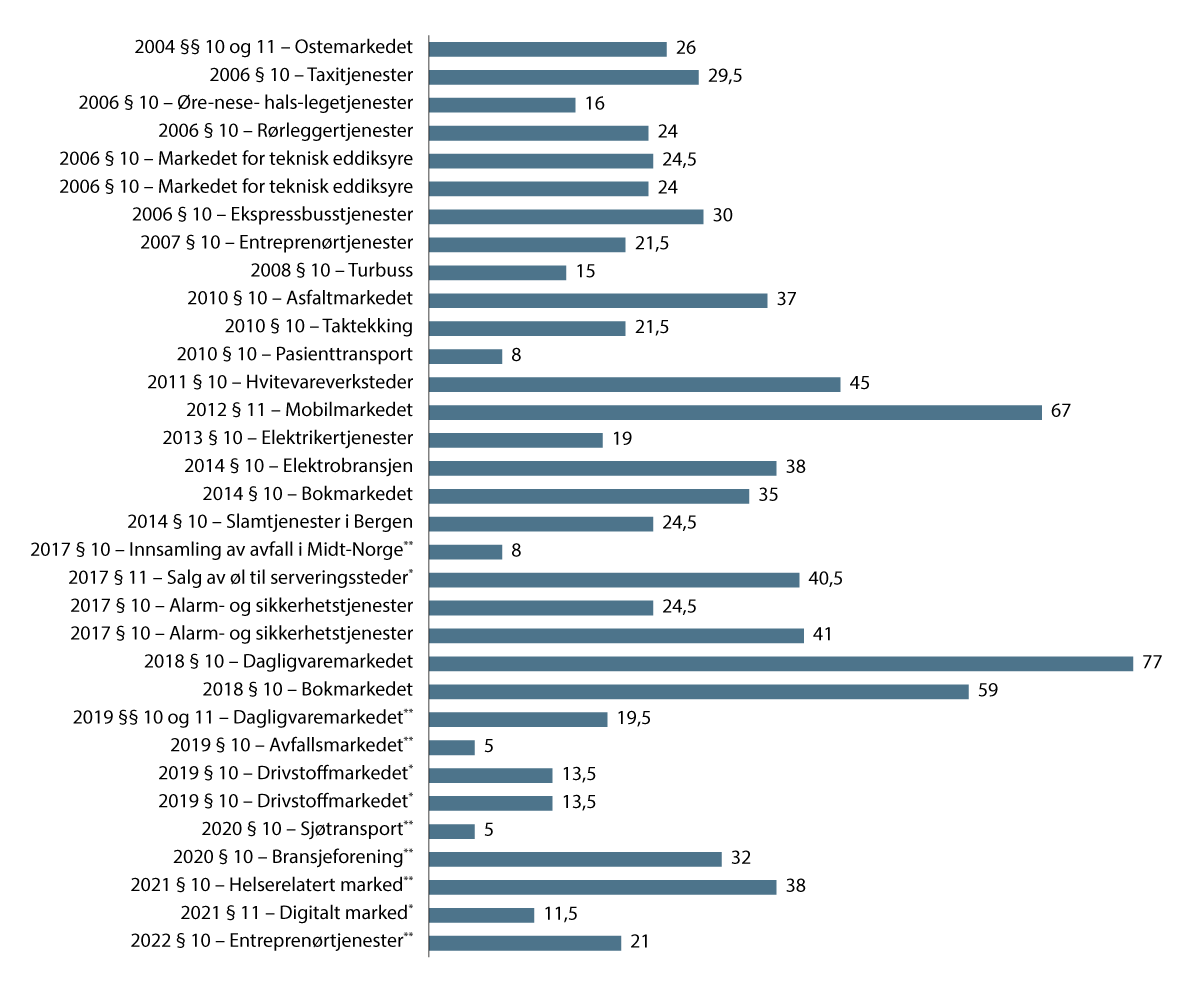 2004 §§ 10 og 11 – Ostemarkedet 26
2006 § 10 – Taxitjenester 29,5
2006 § 10 – Øre-nese- hals-legetjenester 16
2006 § 10 – Rørleggertjenester 24
2006 § 10 – Markedet for teknisk eddiksyre 24,5
2006 § 10 – Markedet for teknisk eddiksyre 24
2006 § 10 – Ekspressbusstjenester 30
2007 § 10 – Entreprenørtjenester 21,5
2008 § 10 – Turbuss 15
2010 § 10 – Asfaltmarkedet 37
2010 § 10 – Taktekking 21,5
2010 § 10 – Pasienttransport 8
2011 § 10 – Hvitevareverksteder 45
2012 § 11 – Mobilmarkedet 67
2013 § 10 – Elektrikertjenester 19
2014 § 10 – Elektrobransjen 38
2014 § 10 – Bokmarkedet 35
2014 § 10 – Slamtjenester i Bergen 24,5
2017 § 10 – Innsamling av avfall i Midt-Norge** 8
2017 § 11 – Salg av øl til serveringssteder* 40,5
2017 § 10 – Alarm- og sikkerhetstjenester 24,5
2017 § 10 – Alarm- og sikkerhetstjenester 41
2018 § 10 – Dagligvaremarkedet 77
2018 § 10 – Bokmarkedet 59
2019 §§ 10 og 11 – Dagligvaremarkedet** 19,5
2019 § 10 – Avfallsmarkedet** 5
2019 § 10 – Drivstoffmarkedet* 13,5
2019 § 10 – Drivstoffmarkedet* 13,5
2020 § 10 – Sjøtransport** 5
2020 § 10 – Bransjeforening** 32
2021 § 10 – Helserelatert marked** 38
2021 § 11 – Digitalt marked* 11,5
2022 § 10 – Entreprenørtjenester** 21